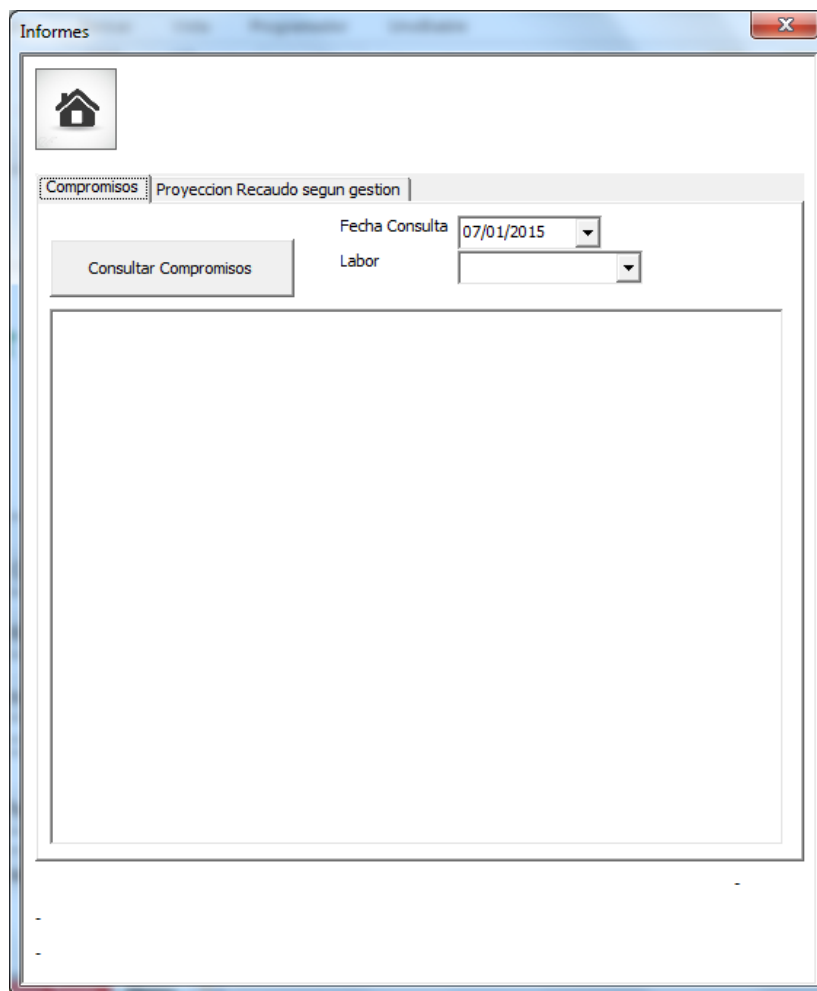 Informes
X
Compromisos Proyeccion Recaudo segun gestion
Fecha Consulta 07/01/2015
Consultar Compromisos
Labor
-
-
-